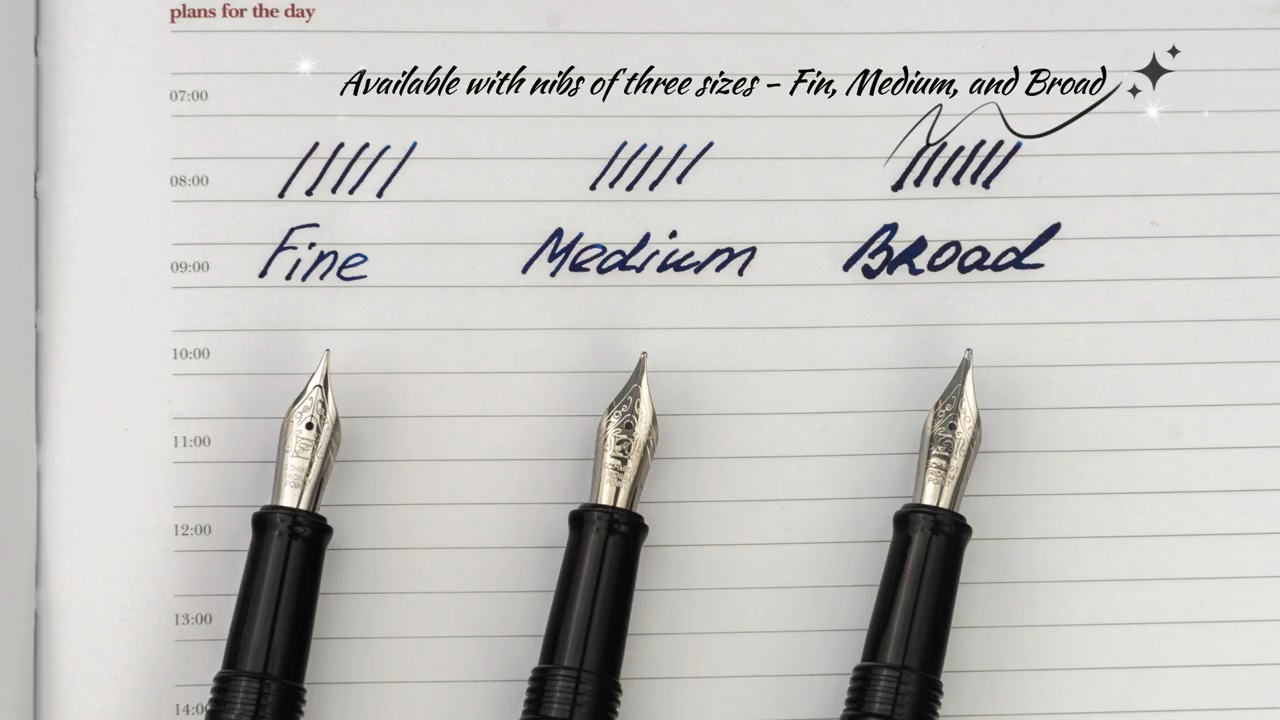 plans for the day
Available with nibs of three sizes – Fin, Medium, and Broad
07:00
08:00
Fine Medium Broad
09:00
10:00
11:00
12:00
13:00
14:00